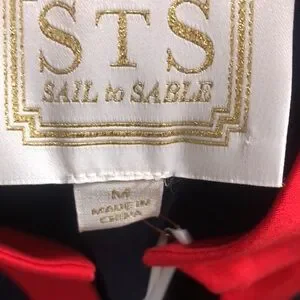 STS
SAIL to SABLE
M
MADE IN
CHINA